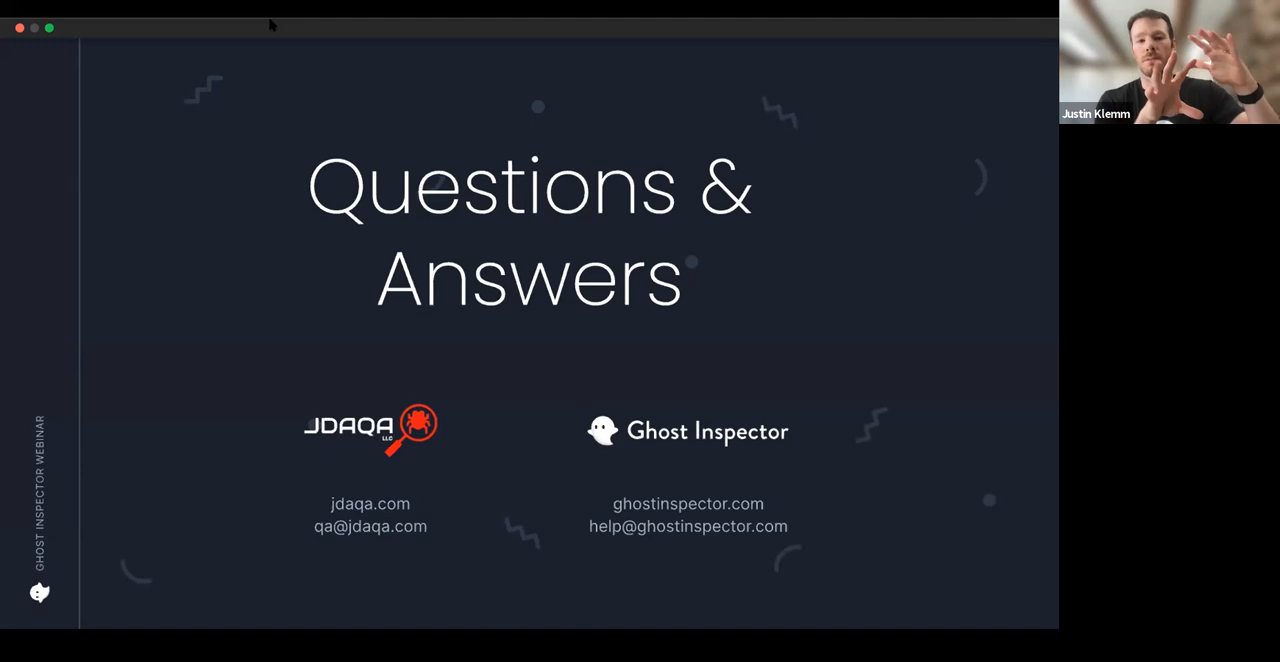 Questions &
Answers
JDAQA
LLC
Ghost Inspector
jdaqa.com
qa@jdaqa.com
ghostinspector.com
help@ghostinspector.com
GHOST INSPECTOR WEBINAR
Justin Klemm